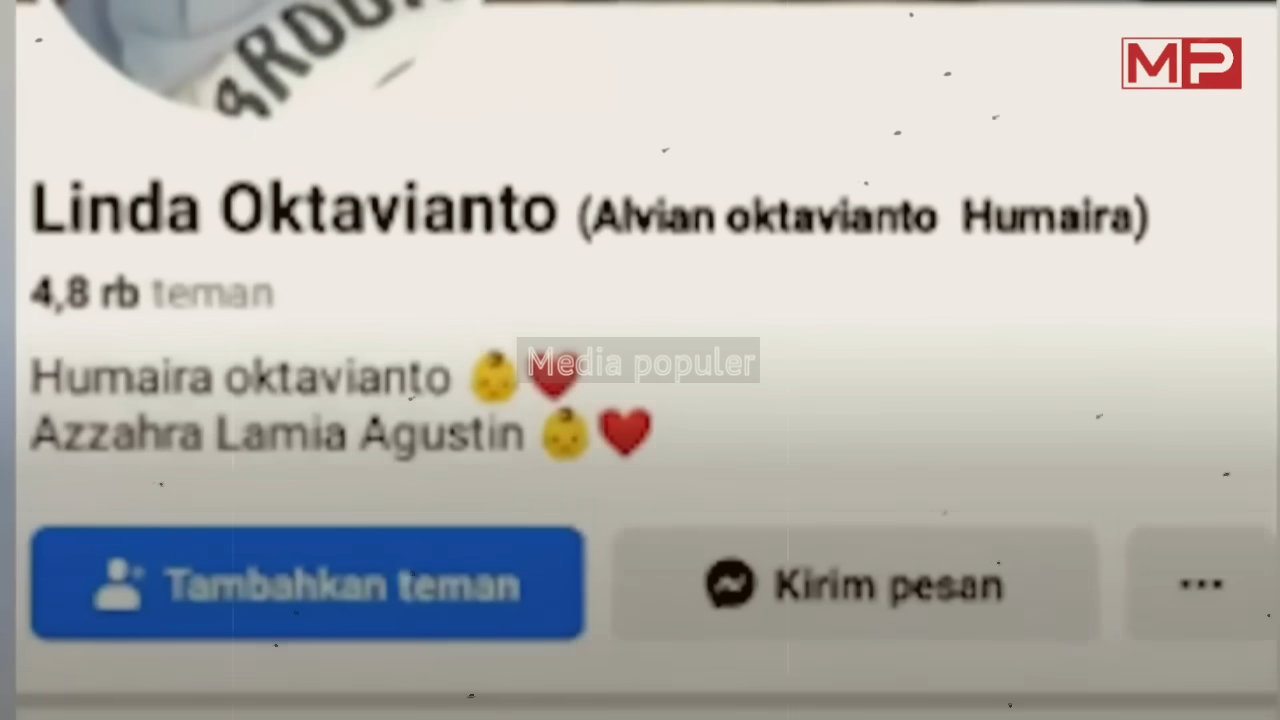 MP
Linda Oktavianto (Alvian oktavianto Humaira)
4,8 rb teman
Media populer
Humaira oktavianto 👶❤️
Azzahra Lamia Agustin 👶❤️
Tambahkan teman
Kirim pesan
...